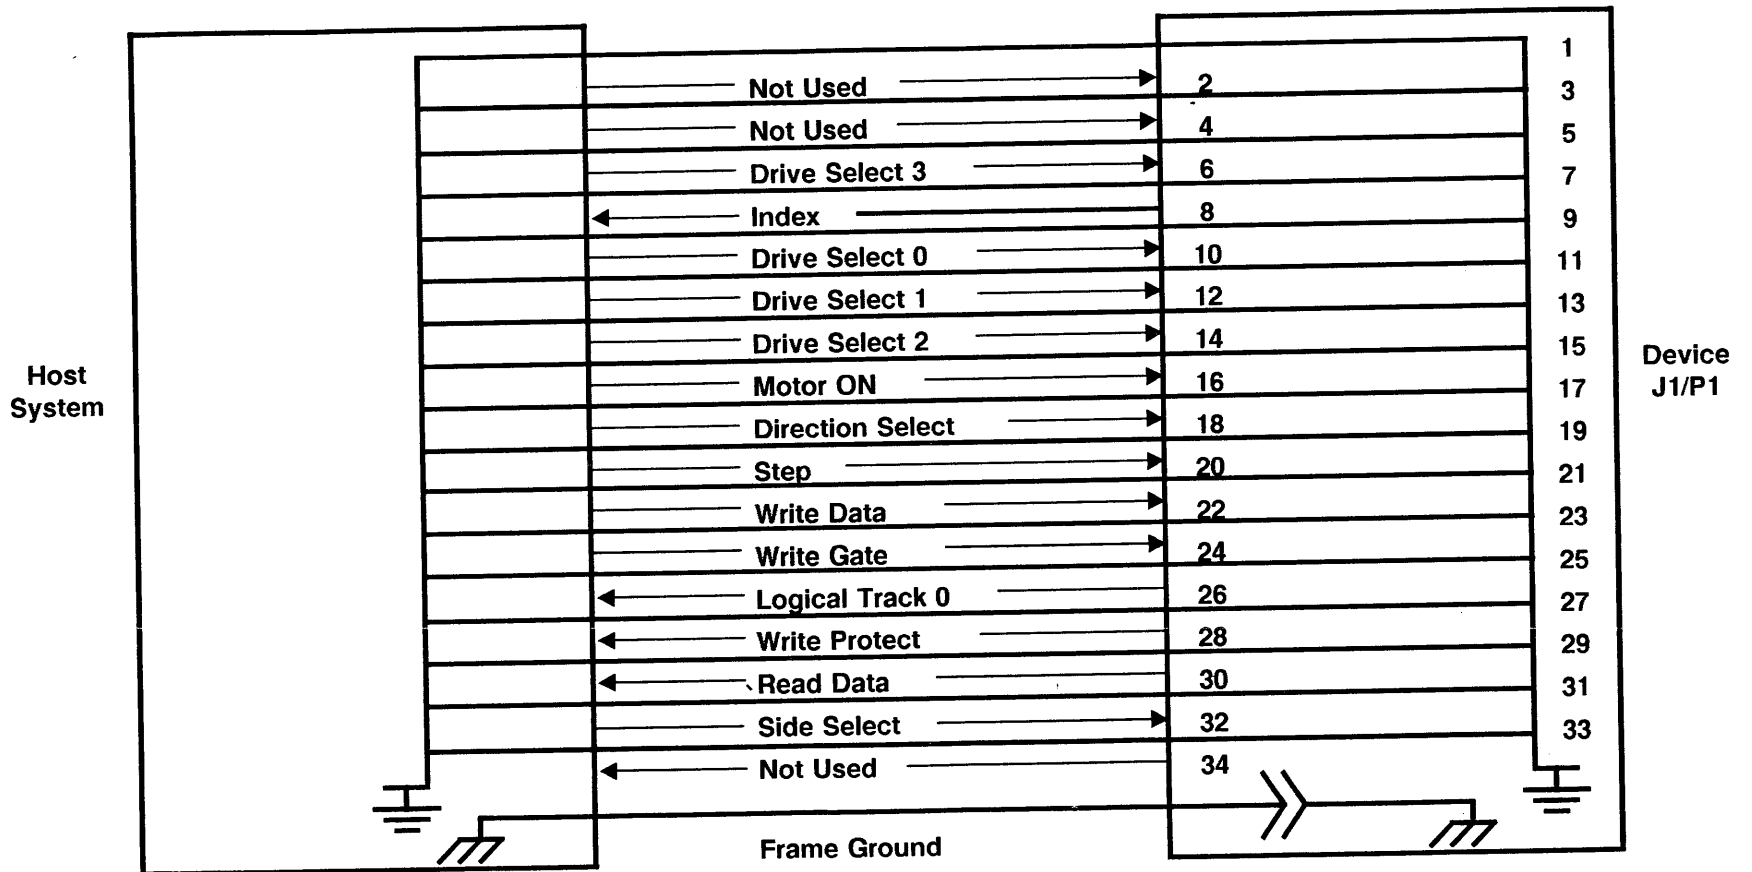 1
Not Used 2
3
Not Used 4
5
Drive Select 3 6
7
Index 8
9
Drive Select 0 10
11
Drive Select 1 12
13
Drive Select 2 14
15
Motor ON 16
17
Direction Select 18
19
Step 20
21
Write Data 22
23
Write Gate 24
25
Logical Track 0 26
27
Write Protect 28
29
Read Data 30
31
Side Select 32
33
Not Used 34
Frame Ground
Host
System
Device
J1/P1